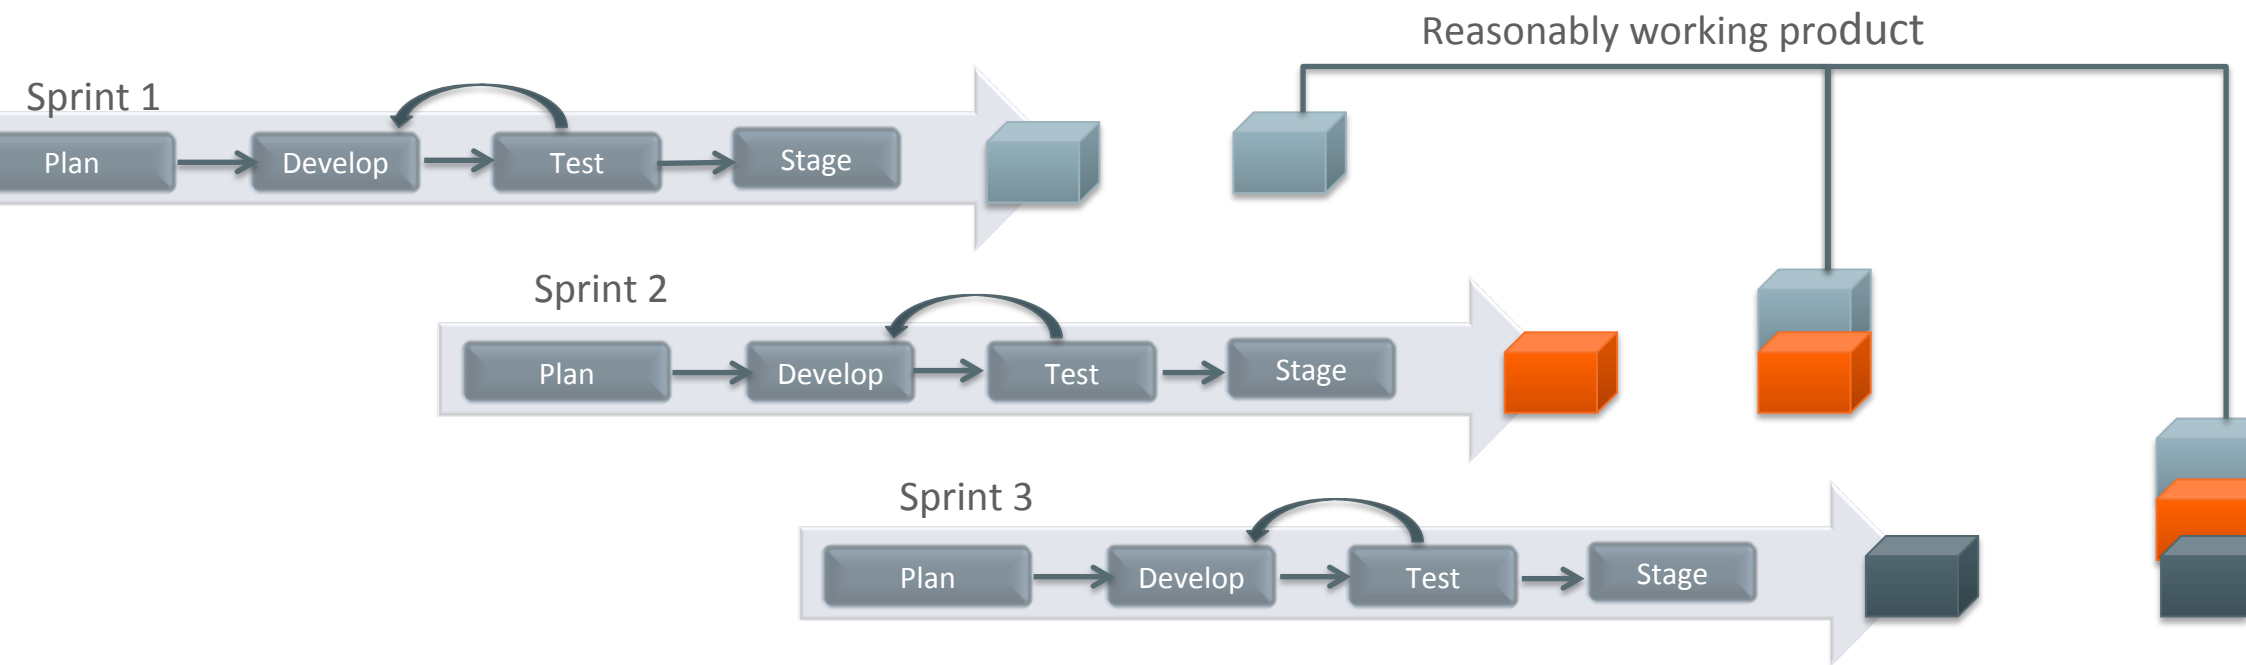 Reasonably working product
Sprint 1
Plan
Develop
Test
Stage
Sprint 2
Plan
Develop
Test
Stage
Sprint 3
Plan
Develop
Test
Stage